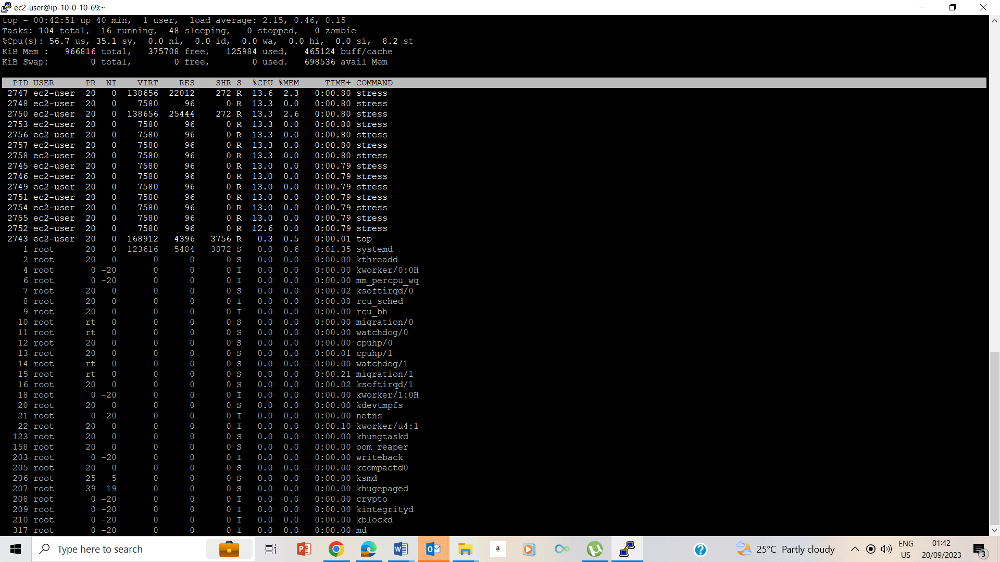 ec2-user@ip-10-0-10-69:~
top - 00:42:51 up 40 min,  1 user,  load average: 2.15, 0.46, 0.15
Tasks: 104 total,  16 running,  48 sleeping,   0 stopped,   0 zombie
%Cpu(s): 56.7 us, 35.1 sy,  0.0 ni,  0.0 id,  0.0 wa,  0.0 hi,  0.0 si,  8.2 st
KiB Mem :   966816 total,   375708 free,   125984 used,   465124 buff/cache
KiB Swap:        0 total,        0 free,        0 used.   698536 avail Mem
PID USER      PR  NI    VIRT    RES    SHR S  %CPU %MEM     TIME+ COMMAND
2747 ec2-user  20   0  138656  22012    272 R  13.6  2.3   0:00.80 stress
2748 ec2-user  20   0    7580     96      0 R  13.3  0.0   0:00.80 stress
2750 ec2-user  20   0  138656  25444    272 R  13.3  2.6   0:00.80 stress
2753 ec2-user  20   0    7580     96      0 R  13.3  0.0   0:00.80 stress
2756 ec2-user  20   0    7580     96      0 R  13.3  0.0   0:00.80 stress
2757 ec2-user  20   0    7580     96      0 R  13.3  0.0   0:00.80 stress
2758 ec2-user  20   0    7580     96      0 R  13.3  0.0   0:00.80 stress
2745 ec2-user  20   0    7580     96      0 R  13.0  0.0   0:00.79 stress
2746 ec2-user  20   0    7580     96      0 R  13.0  0.0   0:00.79 stress
2749 ec2-user  20   0    7580     96      0 R  13.0  0.0   0:00.79 stress
2751 ec2-user  20   0    7580     96      0 R  13.0  0.0   0:00.79 stress
2754 ec2-user  20   0    7580     96      0 R  13.0  0.0   0:00.79 stress
2755 ec2-user  20   0    7580     96      0 R  13.0  0.0   0:00.79 stress
2752 ec2-user  20   0    7580     96      0 R  12.6  0.0   0:00.79 stress
2743 ec2-user  20   0  168912   4396   3756 R   0.3  0.5   0:00.01 top
1 root      20   0  123616   5484   3872 S   0.0  0.6   0:01.35 systemd
2 root      20   0       0      0      0 S   0.0  0.0   0:00.00 kthreadd
4 root       0 -20       0      0      0 I   0.0  0.0   0:00.00 kworker/0:0H
6 root       0 -20       0      0      0 I   0.0  0.0   0:00.00 mm_percpu_wq
7 root      20   0       0      0      0 S   0.0  0.0   0:00.02 ksoftirqd/0
8 root      20   0       0      0      0 I   0.0  0.0   0:00.08 rcu_sched
9 root      20   0       0      0      0 I   0.0  0.0   0:00.00 rcu_bh
10 root      rt   0       0      0      0 S   0.0  0.0   0:00.00 migration/0
11 root      rt   0       0      0      0 S   0.0  0.0   0:00.00 watchdog/0
12 root      20   0       0      0      0 S   0.0  0.0   0:00.00 cpuhp/0
13 root      20   0       0      0      0 S   0.0  0.0   0:00.01 cpuhp/1
14 root      rt   0       0      0      0 S   0.0  0.0   0:00.00 watchdog/1
15 root      rt   0       0      0      0 S   0.0  0.0   0:00.21 migration/1
16 root      20   0       0      0      0 S   0.0  0.0   0:00.02 ksoftirqd/1
18 root       0 -20       0      0      0 I   0.0  0.0   0:00.00 kworker/1:0H
20 root      20   0       0      0      0 S   0.0  0.0   0:00.00 kdevtmpfs
21 root       0 -20       0      0      0 I   0.0  0.0   0:00.00 netns
22 root      20   0       0      0      0 I   0.0  0.0   0:00.10 kworker/u4:1
123 root      20   0       0      0      0 S   0.0  0.0   0:00.00 khungtaskd
158 root      20   0       0      0      0 S   0.0  0.0   0:00.00 oom_reaper
203 root       0 -20       0      0      0 I   0.0  0.0   0:00.00 writeback
205 root      20   0       0      0      0 S   0.0  0.0   0:00.00 kcompactd0
206 root      25   5       0      0      0 S   0.0  0.0   0:00.00 ksmd
207 root      39  19       0      0      0 S   0.0  0.0   0:00.00 khugepaged
208 root       0 -20       0      0      0 I   0.0  0.0   0:00.00 crypto
209 root       0 -20       0      0      0 I   0.0  0.0   0:00.00 kintegrityd
210 root       0 -20       0      0      0 I   0.0  0.0   0:00.00 kblockd
317 root       0 -20       0      0      0 I   0.0  0.0   0:00.00 md
Type here to search
a
25°C Partly cloudy
ENG
US
01:42
20/09/2023
3